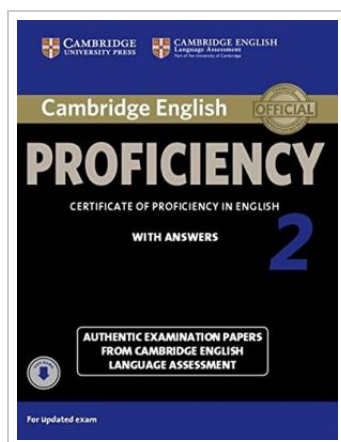 CAMBRIDGE
UNIVERSITY PRESS
CAMBRIDGE ENGLISH
Language Assessment
Part of the University of Cambridge
Cambridge English
OFFICIAL
PROFICIENCY
CERTIFICATE OF PROFICIENCY IN ENGLISH
WITH ANSWERS
2
AUTHENTIC EXAMINATION PAPERS
FROM CAMBRIDGE ENGLISH
LANGUAGE ASSESSMENT
For updated exam